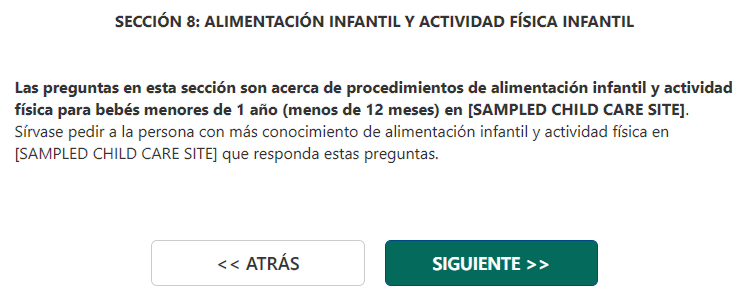 SECCIÓN 8: ALIMENTACIÓN INFANTIL Y ACTIVIDAD FÍSICA INFANTIL
Las preguntas en esta sección son acerca de procedimientos de alimentación infantil y actividad
física para bebés menores de 1 año (menos de 12 meses) en [SAMPLED CHILD CARE SITE].
Sírvase pedir a la persona con más conocimiento de alimentación infantil y actividad física en
[SAMPLED CHILD CARE SITE] que responda estas preguntas.
<< ATRÁS
SIGUIENTE >>